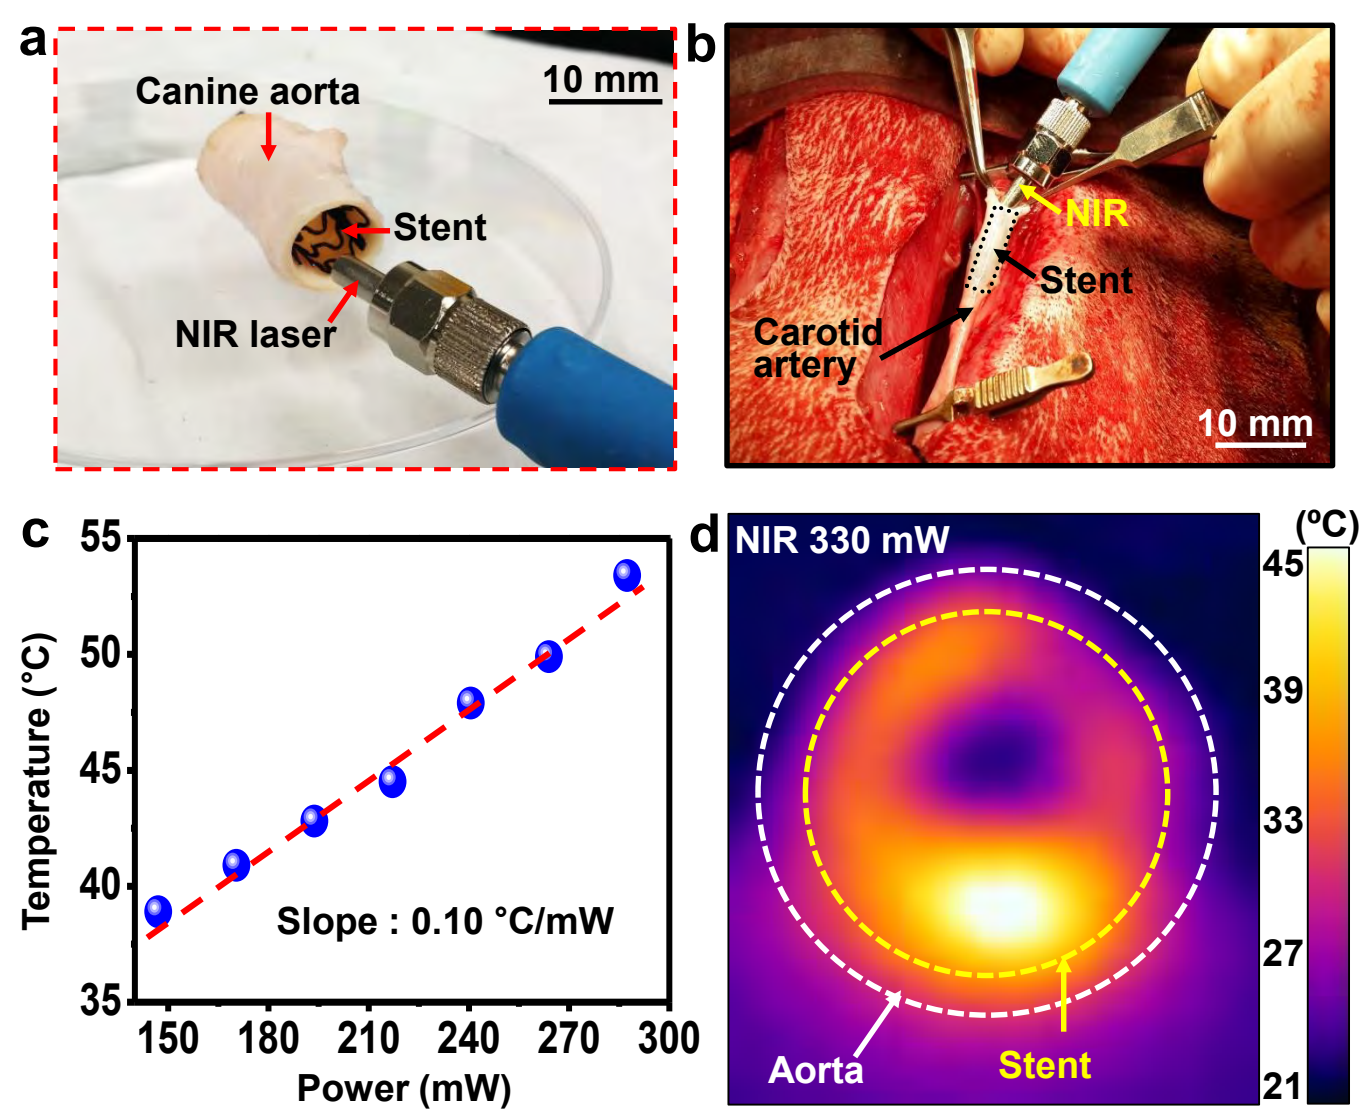 a
Canine aorta
10 mm
Stent
NIR laser
b
NIR
Stent
Carotid
artery
10 mm
c
55
50
45
40
35
Temperature (°C)
Slope : 0.10 °C/mW
150 180 210 240 270 300
Power (mW)
d
NIR 330 mW
(ºC)
45
39
33
27
21
Aorta
Stent